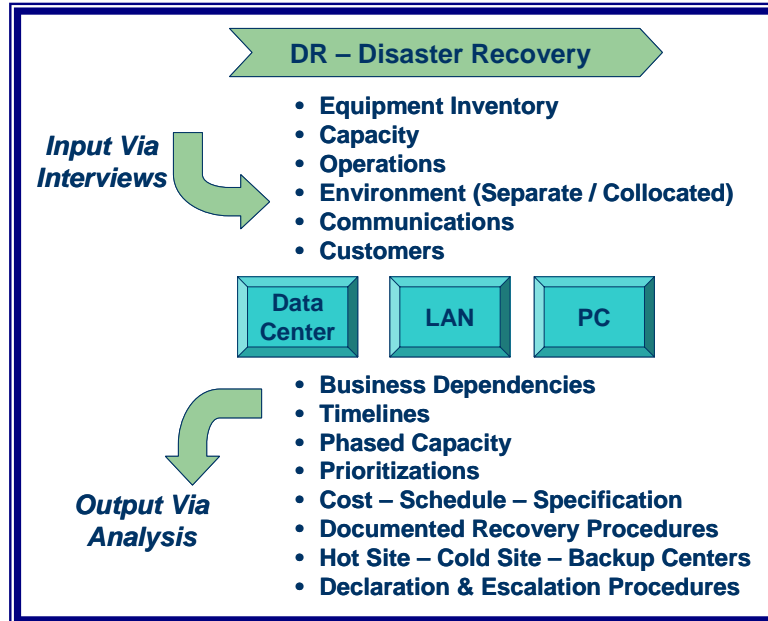 DR – Disaster Recovery
Input Via
Interviews
• Equipment Inventory
• Capacity
• Operations
• Environment (Separate / Collocated)
• Communications
• Customers
Data
Center
LAN
PC
• Business Dependencies
• Timelines
• Phased Capacity
• Prioritizations
• Cost – Schedule – Specification
• Documented Recovery Procedures
• Hot Site – Cold Site – Backup Centers
• Declaration & Escalation Procedures
Output Via
Analysis